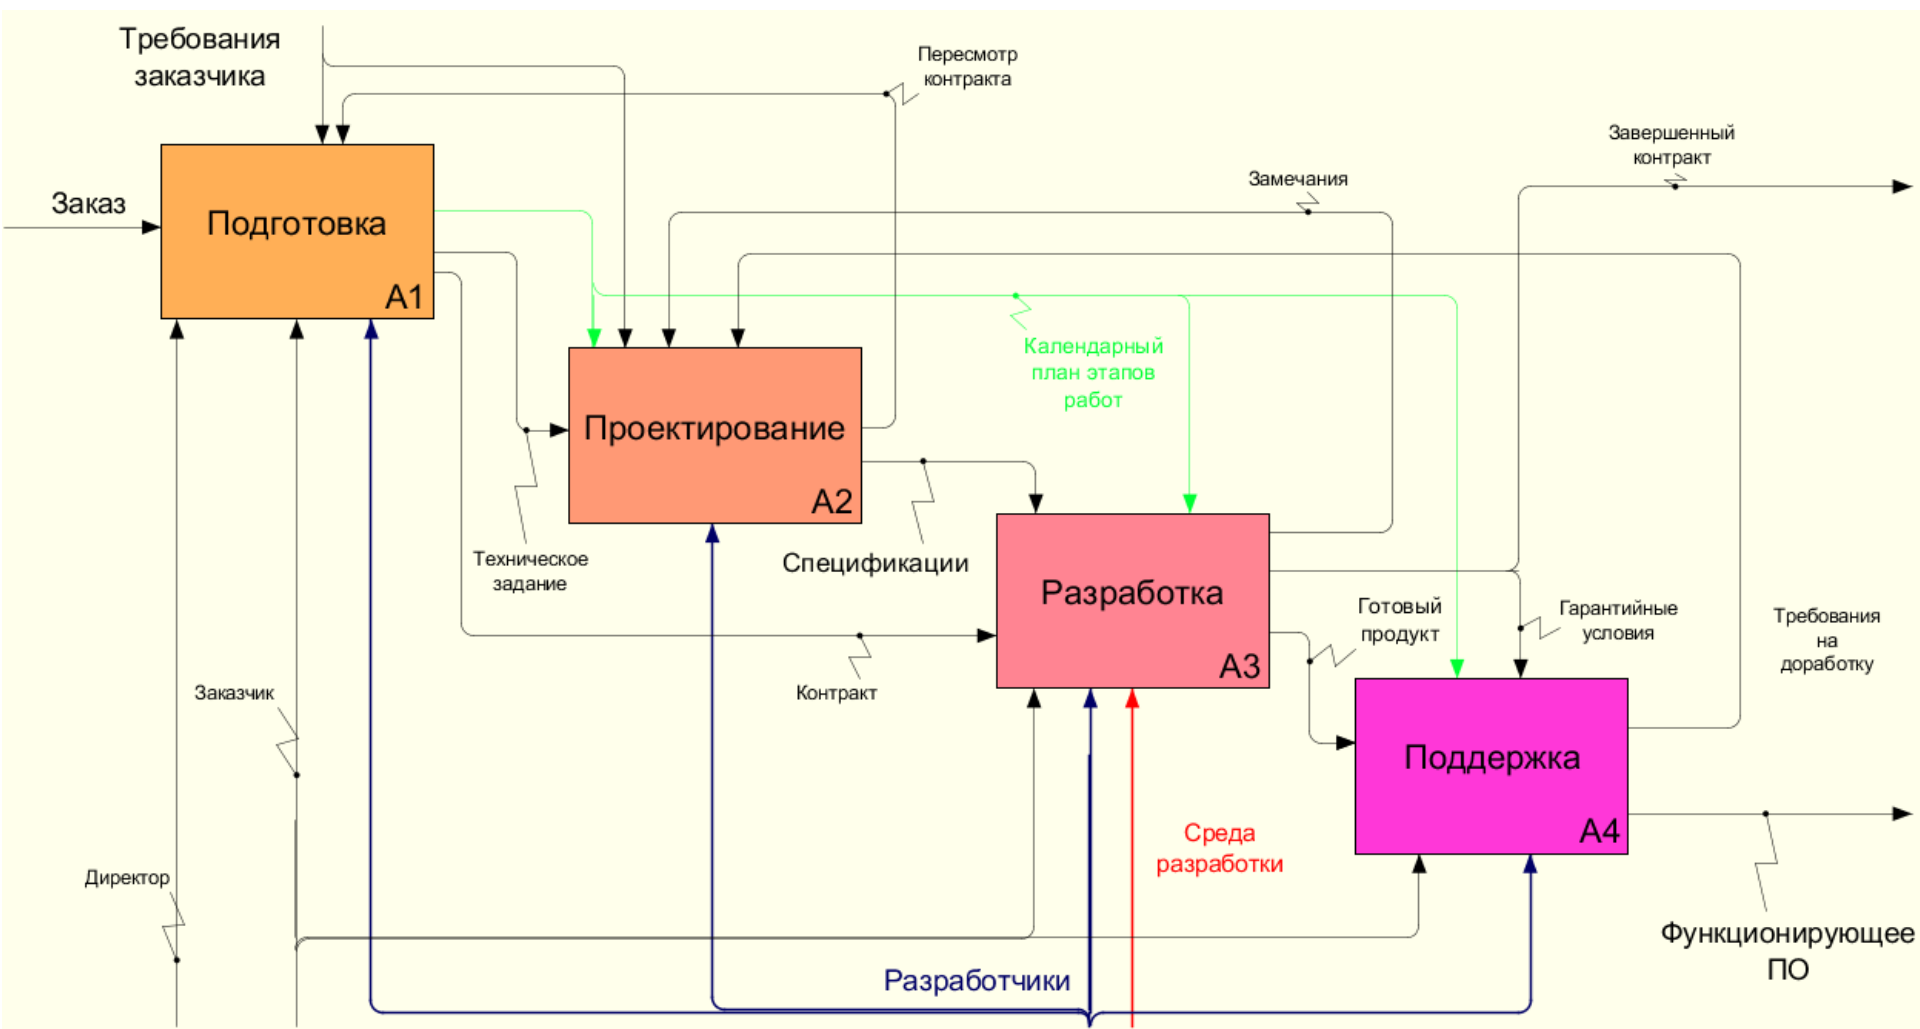 Требования
заказчика
Пересмотр
контракта
Завершенный
контракт
Замечания
Заказ
Подготовка
A1
Календарный
план этапов
работ
Проектирование
A2
Техническое
задание
Спецификации
Разработка
A3
Готовый
продукт
Гарантийные
условия
Требования
на
доработку
Заказчик
Контракт
Поддержка
A4
Среда
разработки
Директор
Функционирующее
ПО
Разработчики